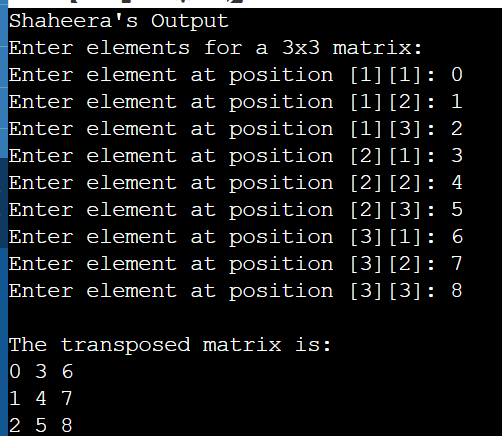 Shaheera's Output
Enter elements for a 3x3 matrix:
Enter element at position [1][1]: 0
Enter element at position [1][2]: 1
Enter element at position [1][3]: 2
Enter element at position [2][1]: 3
Enter element at position [2][2]: 4
Enter element at position [2][3]: 5
Enter element at position [3][1]: 6
Enter element at position [3][2]: 7
Enter element at position [3][3]: 8
The transposed matrix is:
0 3 6
1 4 7
2 5 8